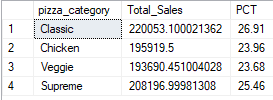 pizza_category Total_Sales PCT
1 Classic 220053.100021362 26.91
2 Chicken 195919.5 23.96
3 Veggie 193690.451004028 23.68
4 Supreme 208196.99981308 25.46